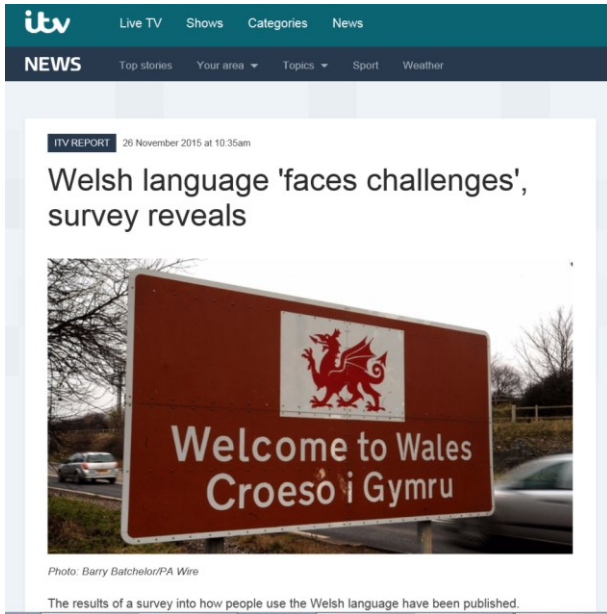 itv Live TV Shows Categories News
NEWS Top stories Your area Topics Sport Weather
ITV REPORT 26 November 2015 at 10:35am
Welsh language 'faces challenges',
survey reveals
Welcome to Wales
Croeso i Gymru
Photo: Barry Batchelor/PA Wire
The results of a survey into how people use the Welsh language have been published.